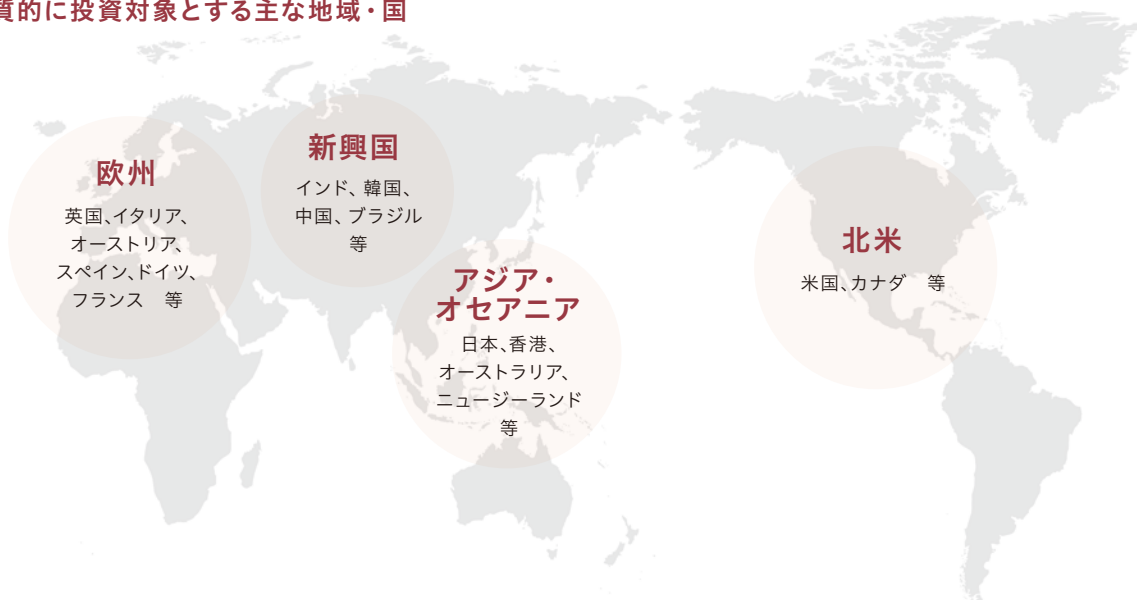 質的に投資対象とする主な地域・国
欧州
英国、イタリア、
オーストリア、
スペイン、ドイツ、
フランス　等
新興国
インド、韓国、
中国、ブラジル
等
アジア・
オセアニア
日本、香港、
オーストラリア、
ニュージーランド
等
北米
米国、カナダ　等